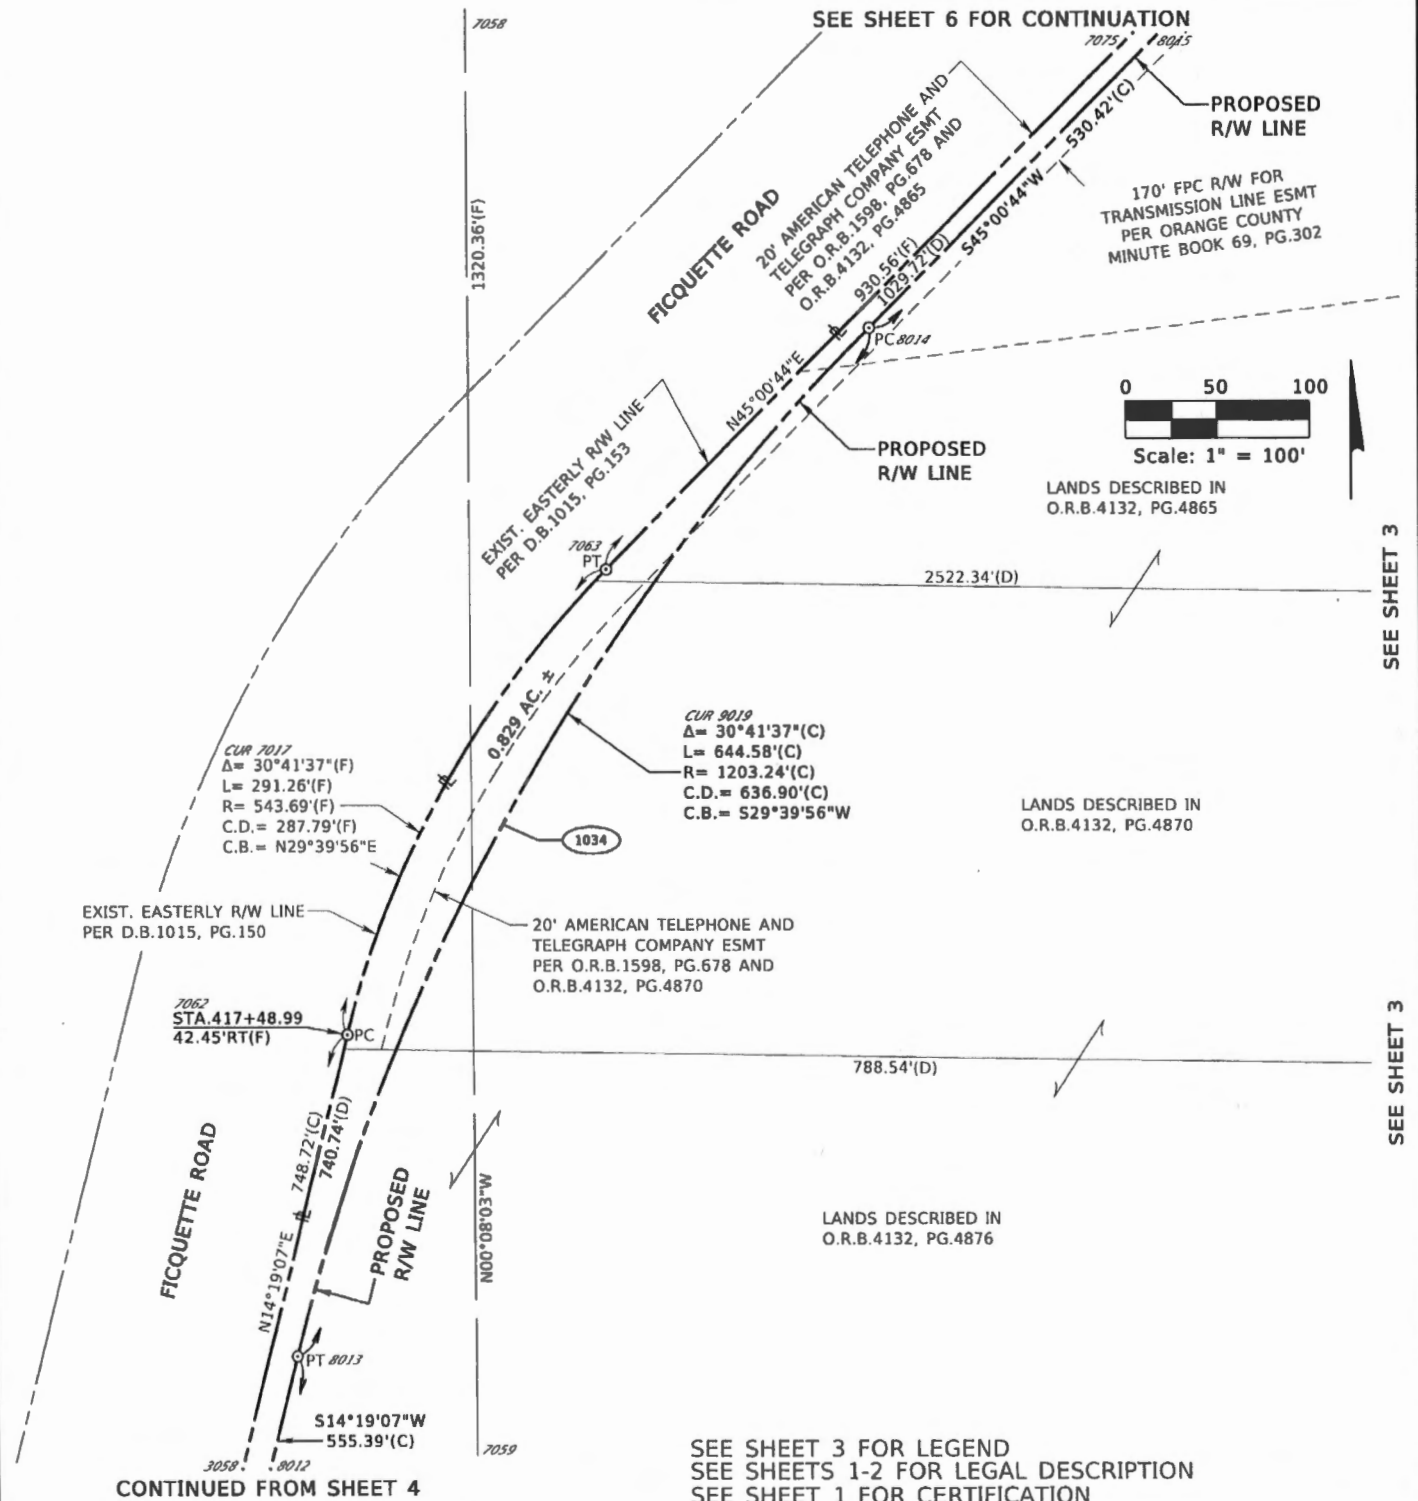 7058
SEE SHEET 6 FOR CONTINUATION
7075
8015
PROPOSED
R/W LINE
530.42'(C)
20' AMERICAN TELEPHONE AND
TELEGRAPH COMPANY ESMT
PER O.R.B.1598, PG.678 AND
O.R.B.4132, PG.4865
170' FPC R/W FOR
TRANSMISSION LINE ESMT
PER ORANGE COUNTY
MINUTE BOOK 69, PG.302
S45°00'44"W
FICQUETTE ROAD
1320.36'(F)
930.56'(F)
1029.72'(D)
PC 8014
N45°00'44"E
0 50 100
Scale: 1" = 100'
EXIST. EASTERLY R/W LINE
PER D.B.1015, PG.153
PROPOSED
R/W LINE
LANDS DESCRIBED IN
O.R.B.4132, PG.4865
7063
PT
2522.34'(D)
SEE SHEET 3
0.829 AC. ±
CUR 7017
Δ= 30°41'37"(F)
L= 291.26'(F)
R= 543.69'(F)
C.D.= 287.79'(F)
C.B.= N29°39'56"E
CUR 9019
Δ= 30°41'37"(C)
L= 644.58'(C)
R= 1203.24'(C)
C.D.= 636.90'(C)
C.B.= S29°39'56"W
1034
LANDS DESCRIBED IN
O.R.B.4132, PG.4870
EXIST. EASTERLY R/W LINE
PER D.B.1015, PG.150
20' AMERICAN TELEPHONE AND
TELEGRAPH COMPANY ESMT
PER O.R.B.1598, PG.678 AND
O.R.B.4132, PG.4870
7062
STA.417+48.99
42.45'RT(F)
PC
788.54'(D)
SEE SHEET 3
748.72'(C)
740.74'(D)
FICQUETTE ROAD
N14°19'07"E
PROPOSED
R/W LINE
N00°08'03"W
LANDS DESCRIBED IN
O.R.B.4132, PG.4876
PT 8013
S14°19'07"W
555.39'(C)
7059
3058
8012
CONTINUED FROM SHEET 4
SEE SHEET 3 FOR LEGEND
SEE SHEETS 1-2 FOR LEGAL DESCRIPTION
SEE SHEET 1 FOR CERTIFICATION